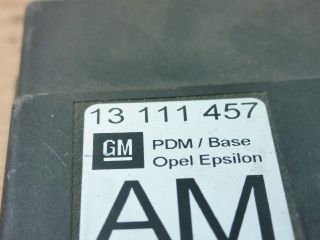 13 111 457
GM PDM / Base
Opel Epsilon
AM